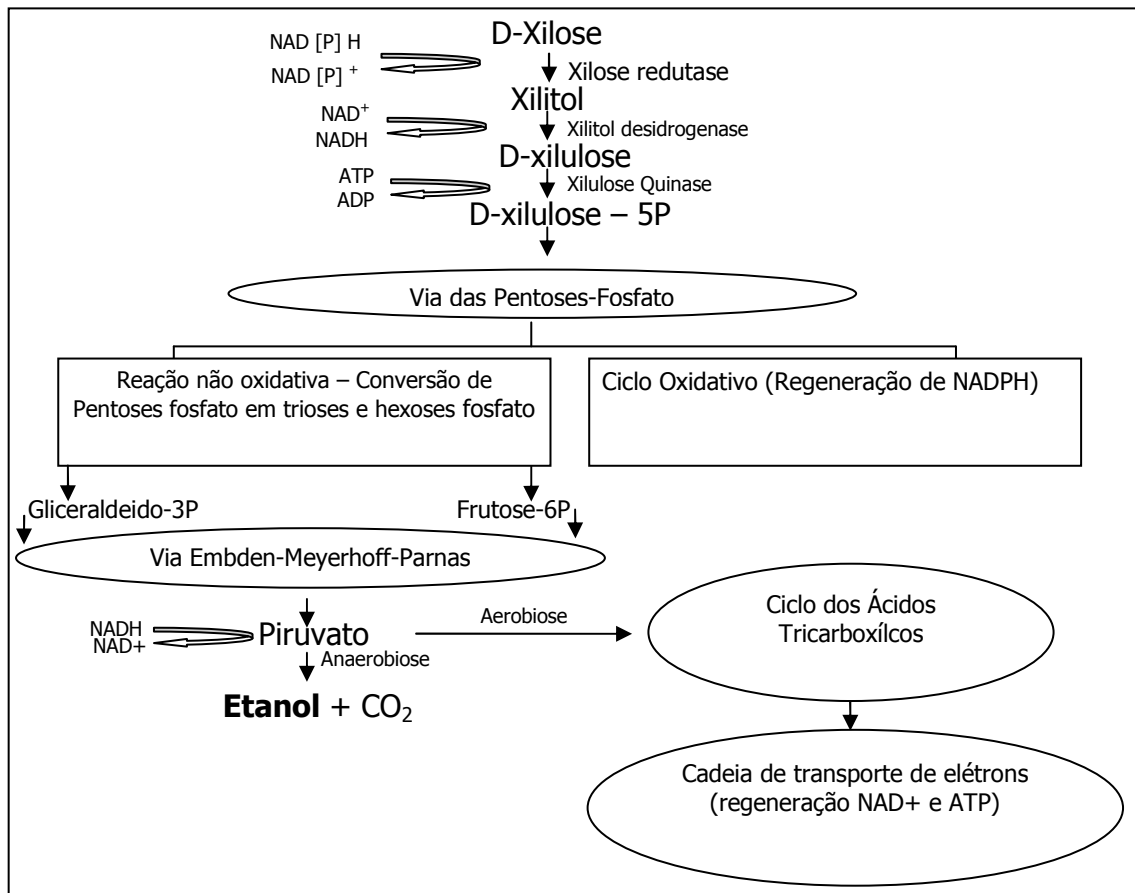 D-Xilose
NAD [P] H
NAD [P] +
Xilose redutase
Xilitol
NAD+
NADH
Xilitol desidrogenase
D-xilulose
ATP
ADP
Xilulose Quinase
D-xilulose – 5P
Via das Pentoses-Fosfato
Reação não oxidativa – Conversão de
Pentoses fosfato em trioses e hexoses fosfato
Ciclo Oxidativo (Regeneração de NADPH)
Gliceraldeido-3P
Frutose-6P
Via Embden-Meyerhoff-Parnas
NADH
NAD+
Piruvato
Aerobiose
Anaerobiose
Etanol + CO2
Ciclo dos Ácidos
Tricarboxílcos
Cadeia de transporte de elétrons
(regeneração NAD+ e ATP)